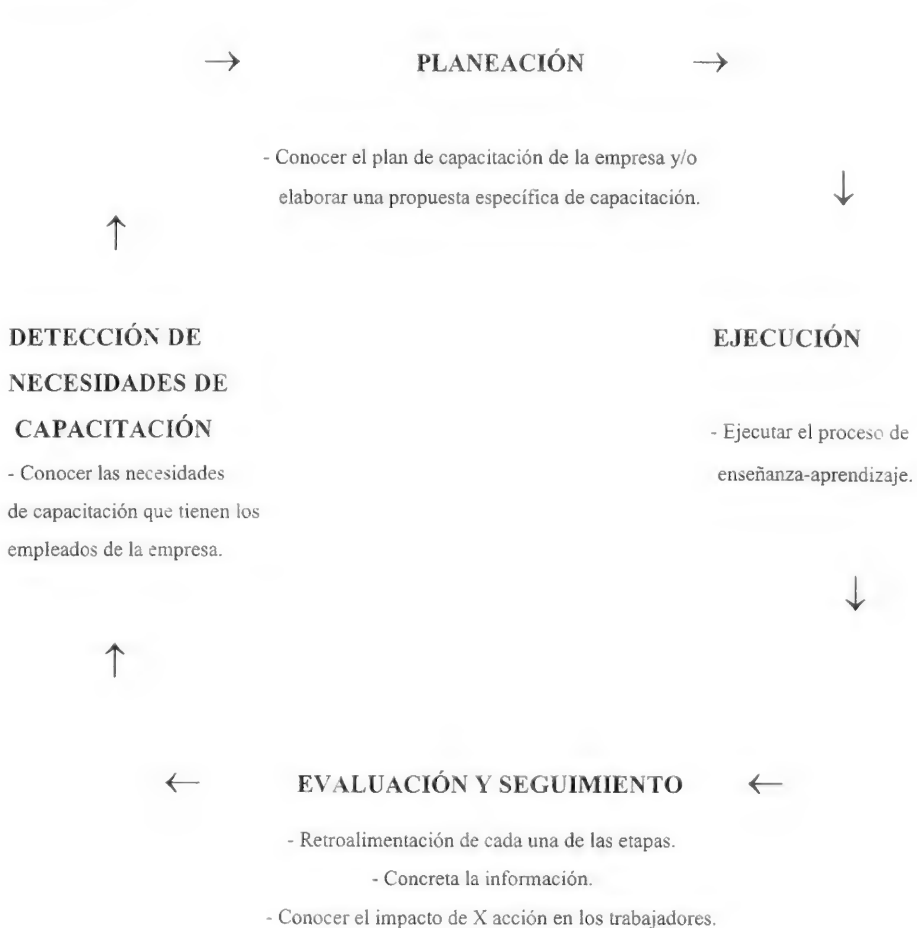 → PLANEACIÓN →
- Conocer el plan de capacitación de la empresa y/o
elaborar una propuesta específica de capacitación.
↓
↑
DETECCIÓN DE
NECESIDADES DE
CAPACITACIÓN
- Conocer las necesidades
de capacitación que tienen los
empleados de la empresa.
EJECUCIÓN
- Ejecutar el proceso de
enseñanza-aprendizaje.
↓
↑
← EVALUACIÓN Y SEGUIMIENTO ←
- Retroalimentación de cada una de las etapas.
- Concreta la información.
- Conocer el impacto de X acción en los trabajadores.